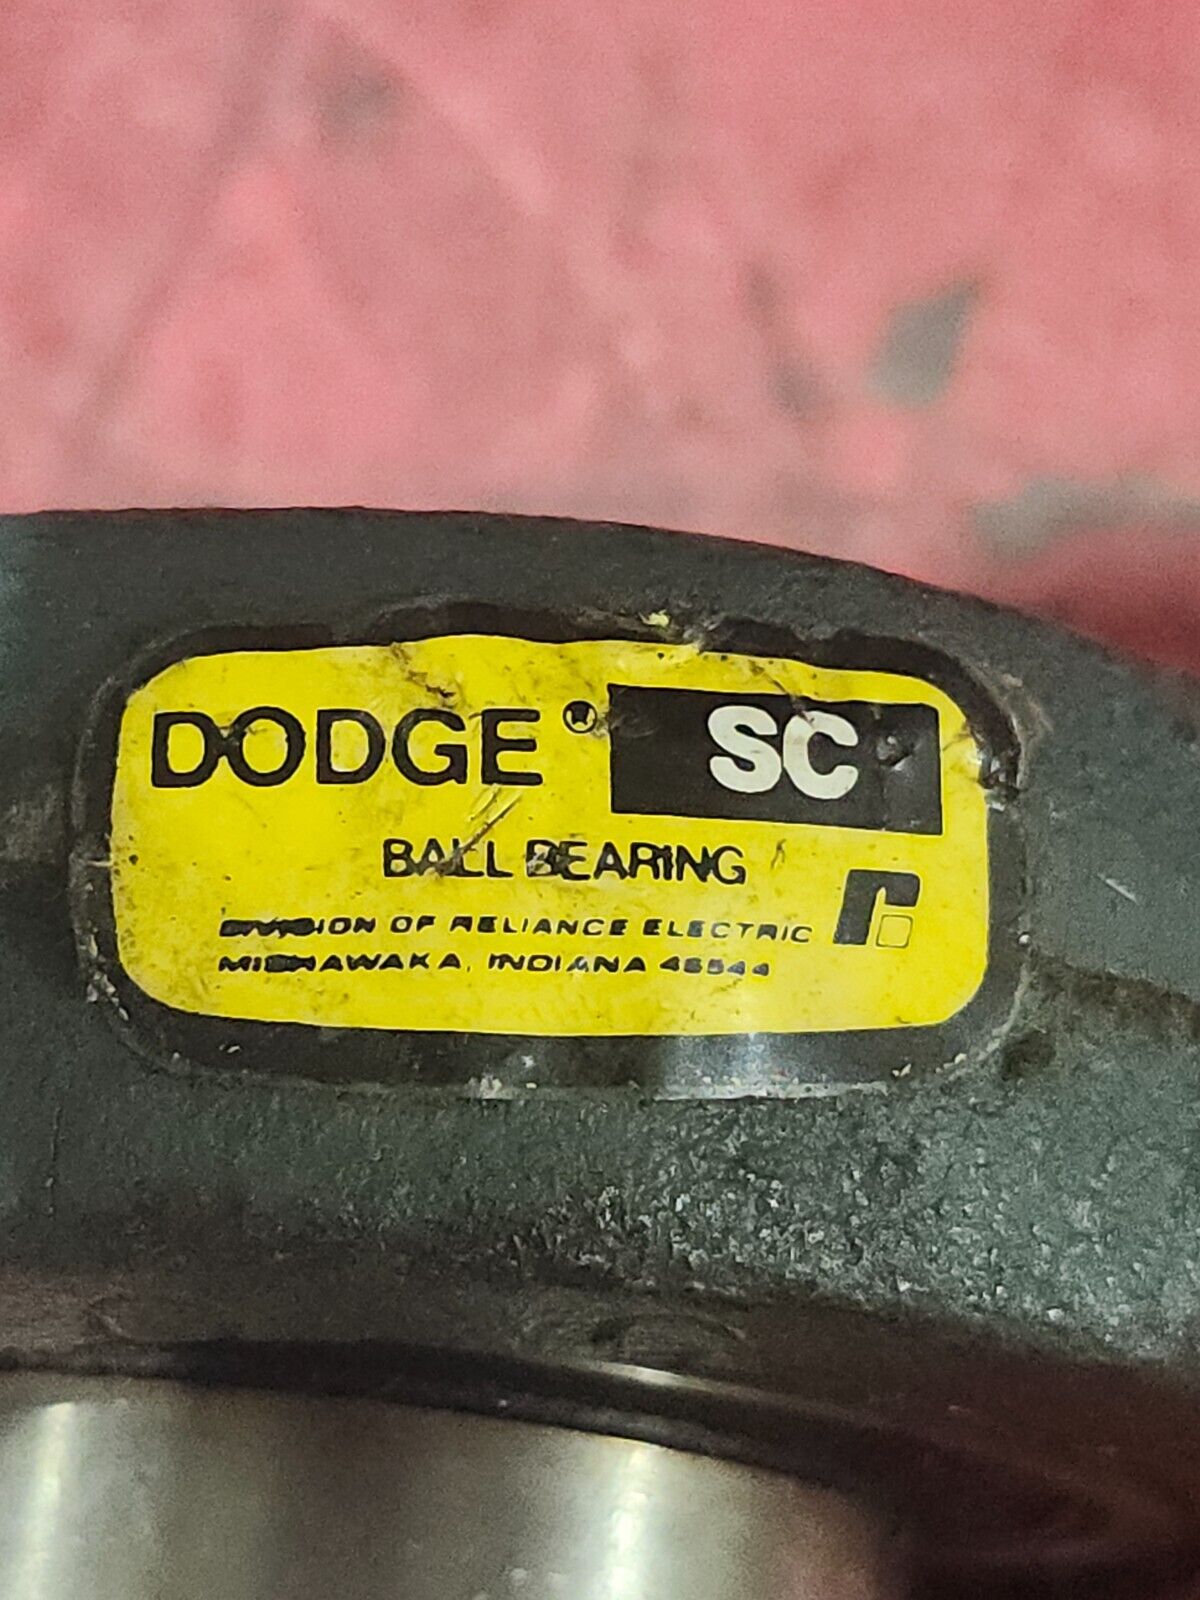 DODGE® SC
BALL BEARING
DIVISION OF RELIANCE ELECTRIC
MISHAWAKA, INDIANA 46544